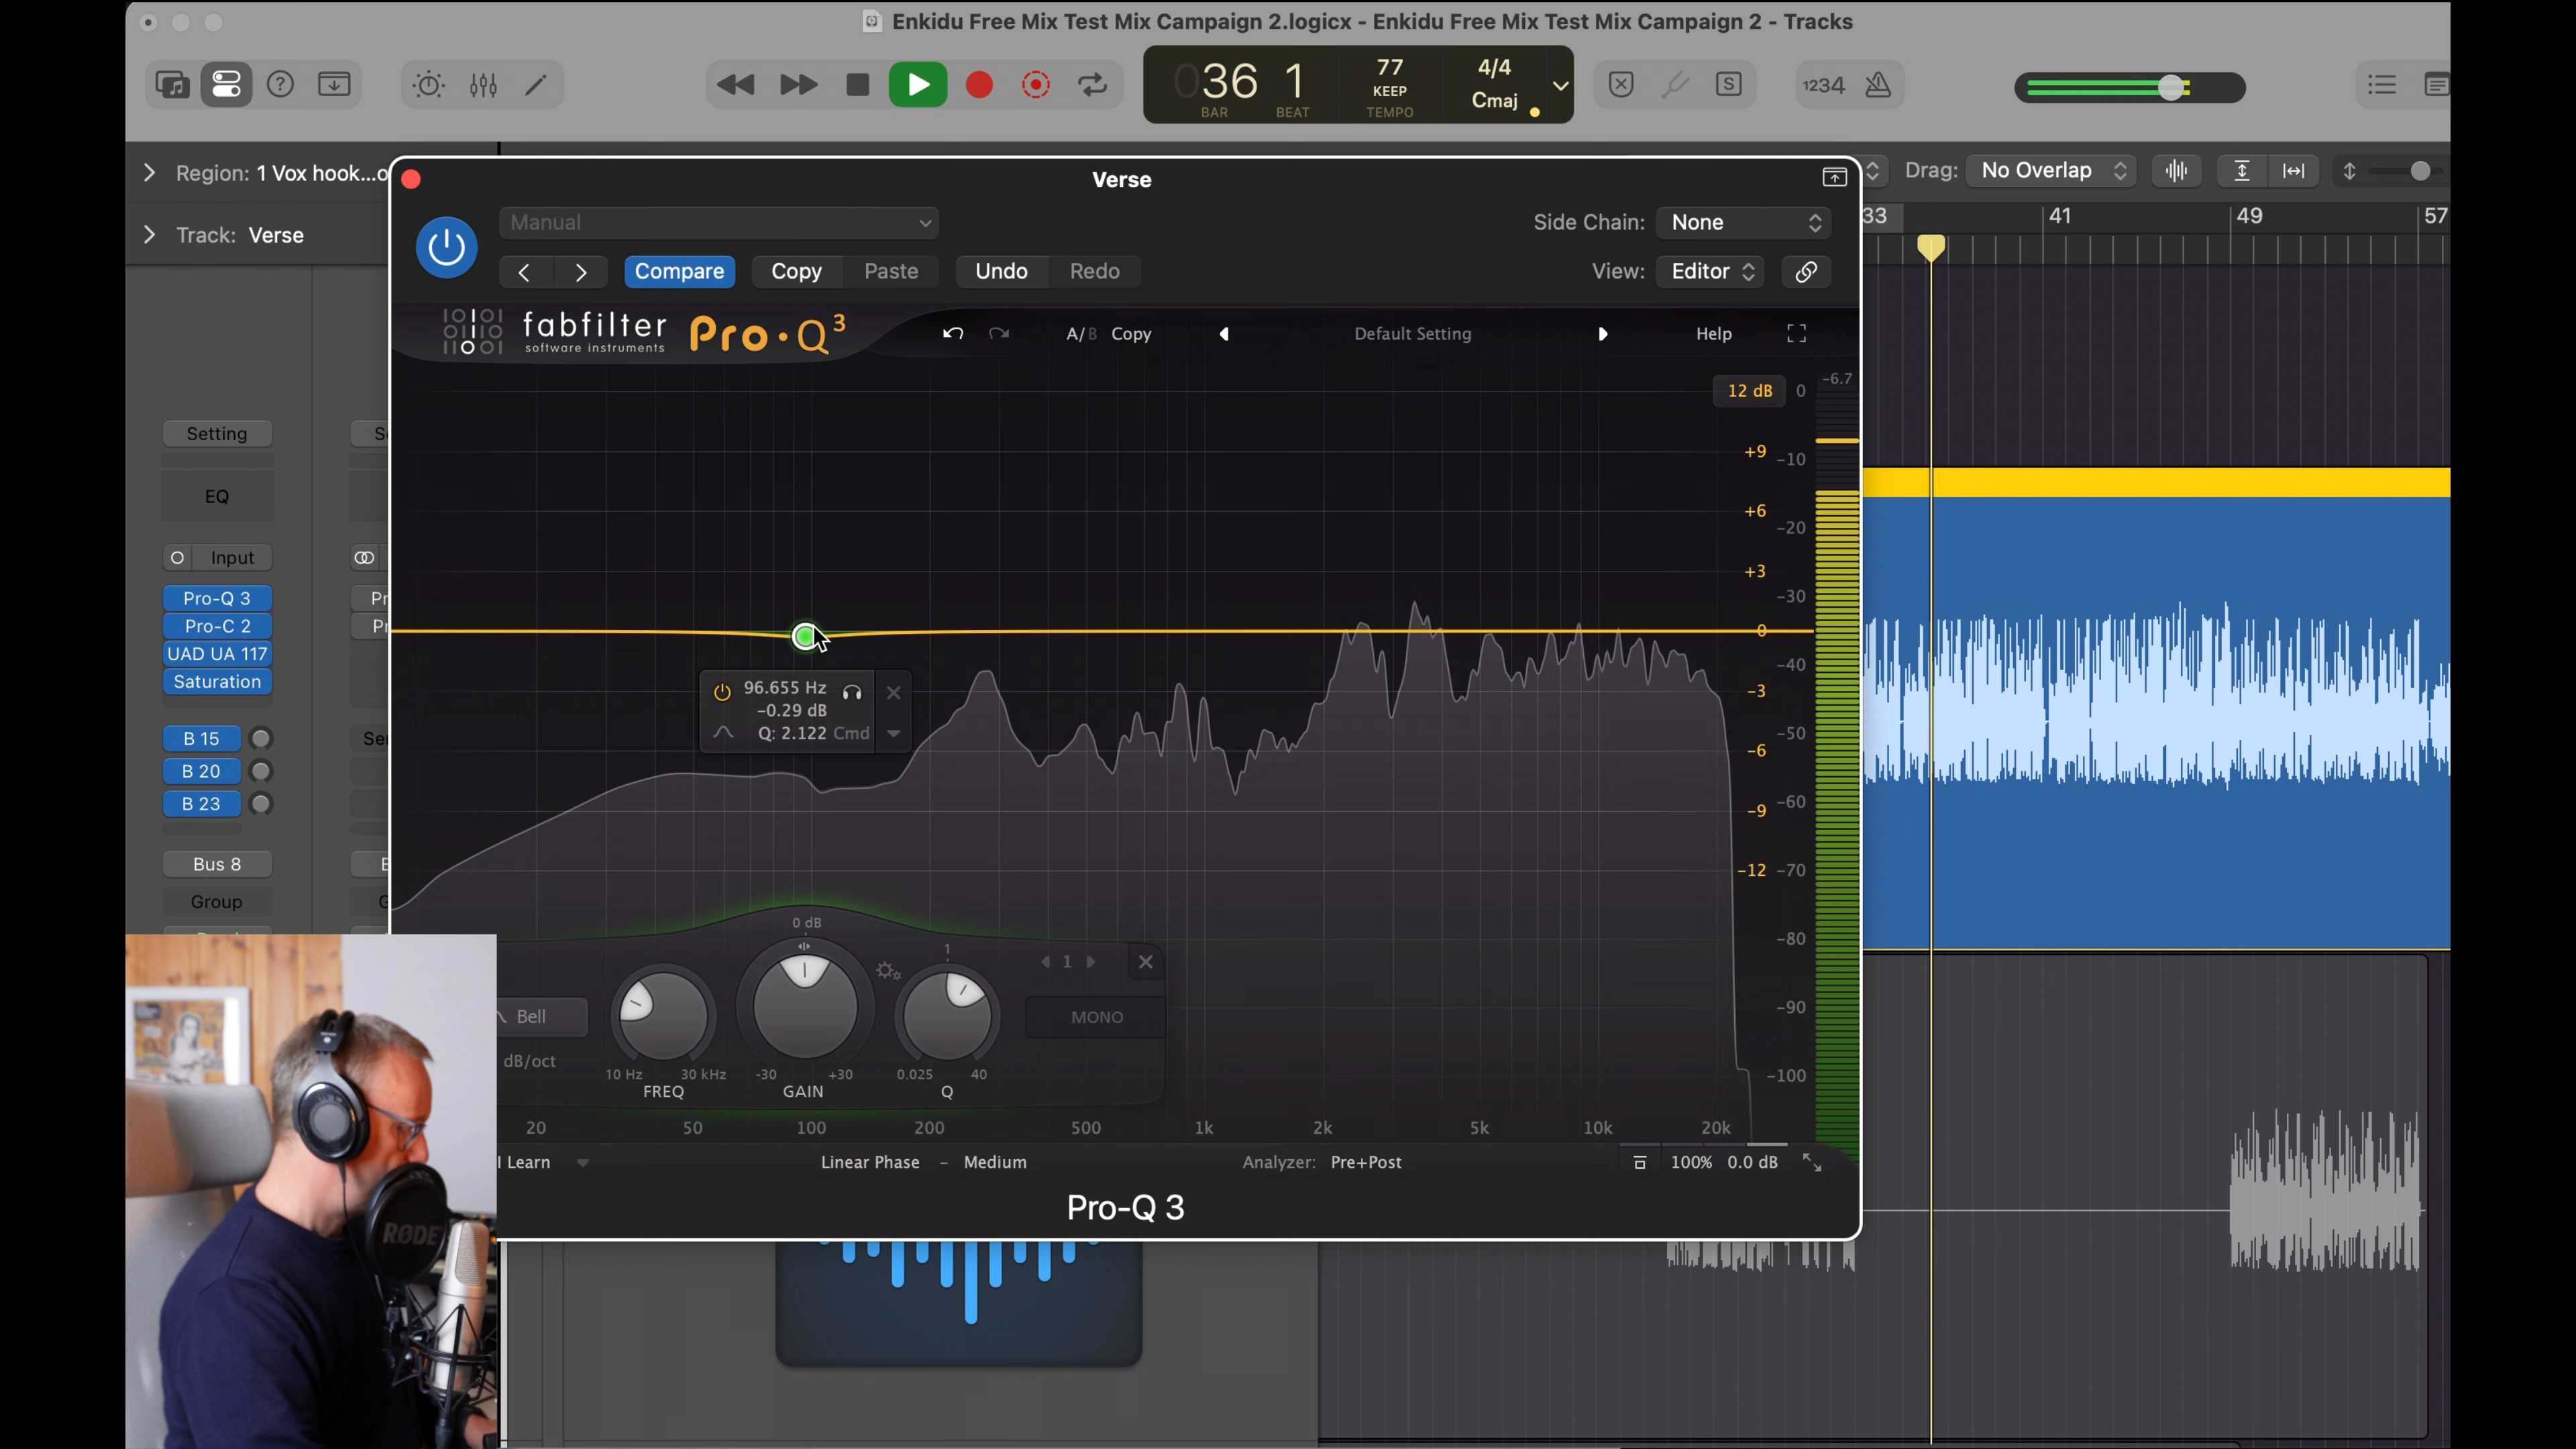 Enkidu Free Mix Test Mix Campaign 2.logicx - Enkidu Free Mix Test Mix Campaign 2 - Tracks
036 1
BAR BEAT
77
KEEP
TEMPO
4/4
Cmaj
S
1234
Region: 1 Vox hook...o
Track: Verse
Verse
Drag: No Overlap
33 41 49 57
Manual
Side Chain: None
Compare Copy Paste Undo Redo
View: Editor
fabfilter
software instruments
Pro·Q3
A/B Copy
Default Setting
Help
12 dB 0 -6.7
+9 -10
+6 -20
+3 -30
0
-40
-3
-50
-6
-60
-9
-12 -70
-80
-90
-100
Setting
EQ
Input
Pro-Q 3
Pro-C 2
UAD UA 117
Saturation
B 15
B 20
B 23
Bus 8
Group
Se
96.655 Hz
-0.29 dB
Q: 2.122 Cmd
0 dB
1
1
Bell
MONO
dB/oct
10 Hz 30 kHz
FREQ
-30 +30
GAIN
0.025 40
Q
20 50 100 200 500 1k 2k 5k 10k 20k
I Learn
Linear Phase - Medium
Analyzer: Pre+Post
100% 0.0 dB
Pro-Q 3
RØDE